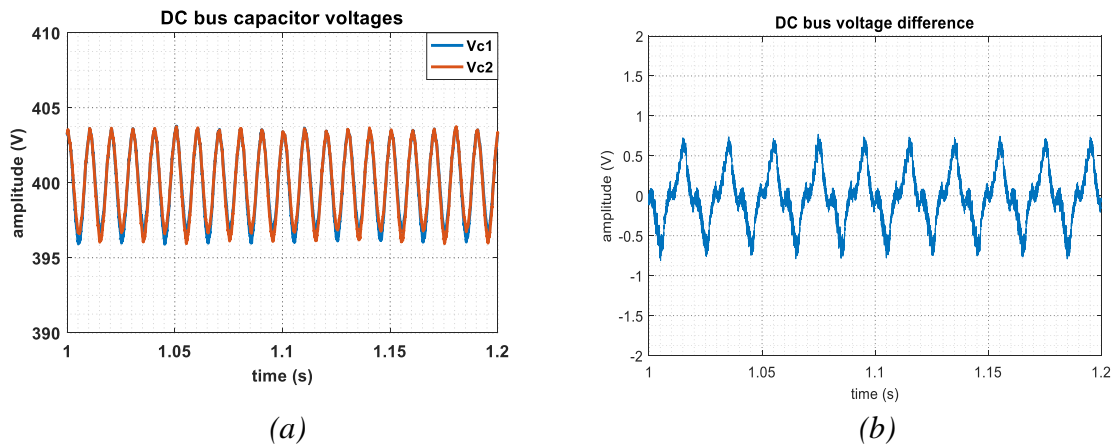 DC bus capacitor voltages
410
405
400
395
390
amplitude (V)
Vc1
Vc2
1
1.05
1.1
1.15
1.2
time (s)
(a)
DC bus voltage difference
2
1.5
1
0.5
0
-0.5
-1
-1.5
-2
amplitude (V)
1
1.05
1.1
1.15
1.2
time (s)
(b)